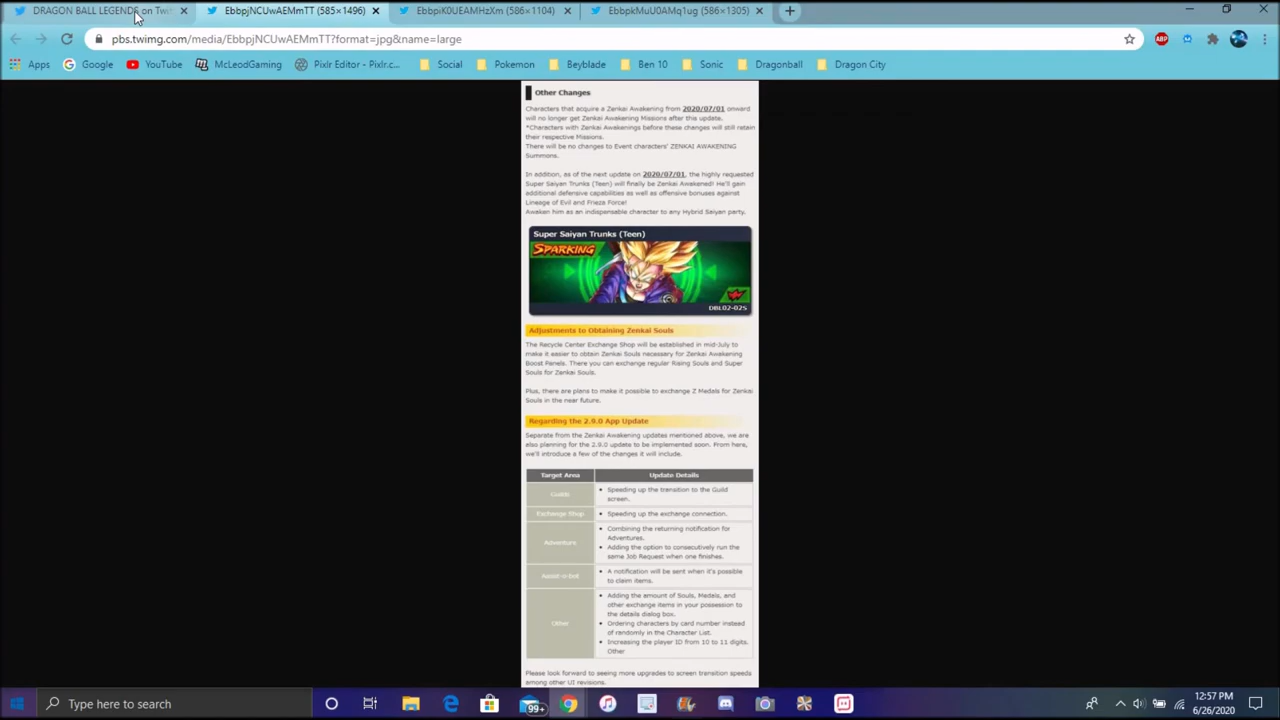 DRAGON BALL LEGENDS on Twi
EbbpjNCUwAEMmTT (585×1496)
EbbpiK0UEAMHzXm (586×1104)
EbbpkMuU0AMq1ug (586×1305)
pbs.twimg.com/media/EbbpjNCUwAEMmTT?format=jpg&name=large
ABP
Apps
Google
YouTube
McLeodGaming
Pixlr Editor - Pixlr.c...
Social
Pokemon
Beyblade
Ben 10
Sonic
Dragonball
Dragon City
Other Changes
Characters that acquire a Zenkai Awakening from 2020/07/01 onward
will no longer get Zenkai Awakening Missions after this update.
*Characters with Zenkai Awakenings before these changes will still retain
their respective Missions.
There will be no changes to Event characters' ZENKAI AWAKENING
Summons.
In addition, as of the next update on 2020/07/01, the highly requested
Super Saiyan Trunks (Teen) will finally be Zenkai Awakened! He'll gain
additional defensive capabilities as well as offensive bonuses against
Lineage of Evil and Frieza Force!
Awaken him as an indispensable character to any Hybrid Saiyan party.
Super Saiyan Trunks (Teen)
SPARKING
DBL02-02S
Adjustments to Obtaining Zenkai Souls
The Recycle Center Exchange Shop will be established in mid-July to
make it easier to obtain Zenkai Souls necessary for Zenkai Awakening
Boost Panels. There you can exchange regular Rising Souls and Super
Souls for Zenkai Souls.
Plus, there are plans to make it possible to exchange Z Medals for Zenkai
Souls in the near future.
Regarding the 2.9.0 App Update
Separate from the Zenkai Awakening updates mentioned above, we are
also planning for the 2.9.0 update to be implemented soon. From here,
we'll introduce a few of the changes it will include.
Target Area
Update Details
Guild
• Speeding up the transition to the Guild
screen.
Exchange Shop
• Speeding up the exchange connection.
Adventure
• Combining the returning notification for
Adventures.
• Adding the option to consecutively run the
same Job Request when one finishes.
Assist-o-bot
• A notification will be sent when it's possible
to claim items.
Other
• Adding the amount of Souls, Medals, and
other exchange items in your possession to
the details dialog box.
• Ordering characters by card number instead
of randomly in the Character List.
• Increasing the player ID from 10 to 11 digits.
Other
Please look forward to seeing more upgrades to screen transition speeds
among other UI revisions.
Type here to search
99+
12:57 PM
6/26/2020